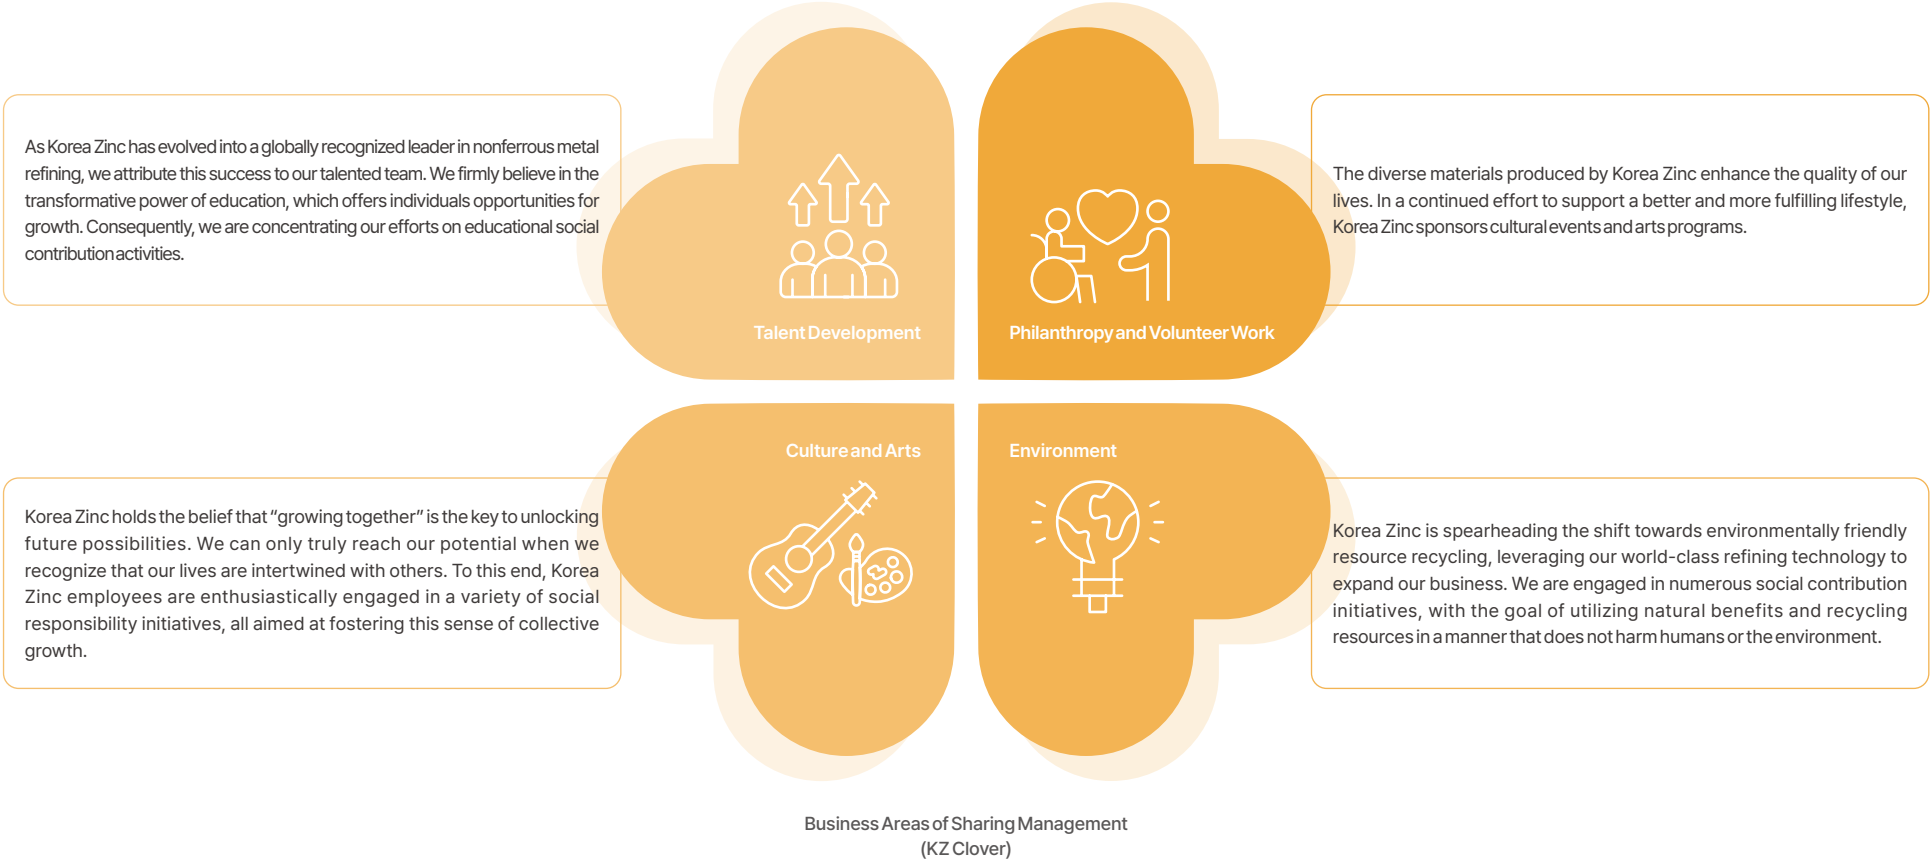 As Korea Zinc has evolved into a globally recognized leader in nonferrous metal
refining, we attribute this success to our talented team. We firmly believe in the
transformative power of education, which offers individuals opportunities for
growth. Consequently, we are concentrating our efforts on educational social
contribution activities.
Talent Development
Philanthropy and Volunteer Work
The diverse materials produced by Korea Zinc enhance the quality of our
lives. In a continued effort to support a better and more fulfilling lifestyle,
Korea Zinc sponsors cultural events and arts programs.
Korea Zinc holds the belief that “growing together” is the key to unlocking
future possibilities. We can only truly reach our potential when we
recognize that our lives are intertwined with others. To this end, Korea
Zinc employees are enthusiastically engaged in a variety of social
responsibility initiatives, all aimed at fostering this sense of collective
growth.
Culture and Arts
Environment
Korea Zinc is spearheading the shift towards environmentally friendly
resource recycling, leveraging our world-class refining technology to
expand our business. We are engaged in numerous social contribution
initiatives, with the goal of utilizing natural benefits and recycling
resources in a manner that does not harm humans or the environment.
Business Areas of Sharing Management
(KZ Clover)